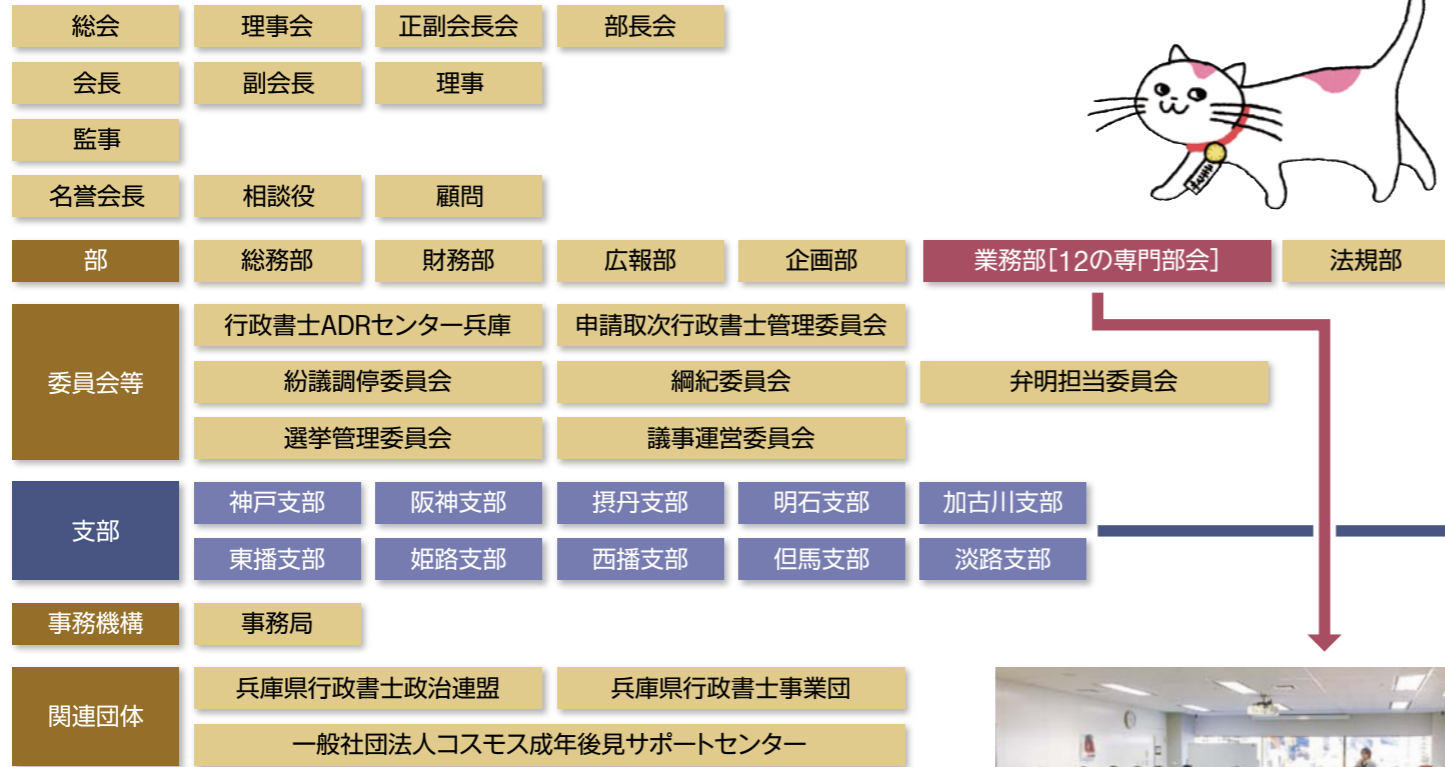 総会 理事会 正副会長会 部長会
会長 副会長 理事
監事
名誉会長 相談役 顧問
部 総務部 財務部 広報部 企画部 業務部[12の専門部会] 法規部
委員会等
行政書士ADRセンター兵庫 申請取次行政書士管理委員会
紛議調停委員会 綱紀委員会 弁明担当委員会
選挙管理委員会 議事運営委員会
支部
神戸支部 阪神支部 摂丹支部 明石支部 加古川支部
東播支部 姫路支部 西播支部 但馬支部 淡路支部
事務機構 事務局
関連団体
兵庫県行政書士政治連盟 兵庫県行政書士事業団
一般社団法人コスモス成年後見サポートセンター